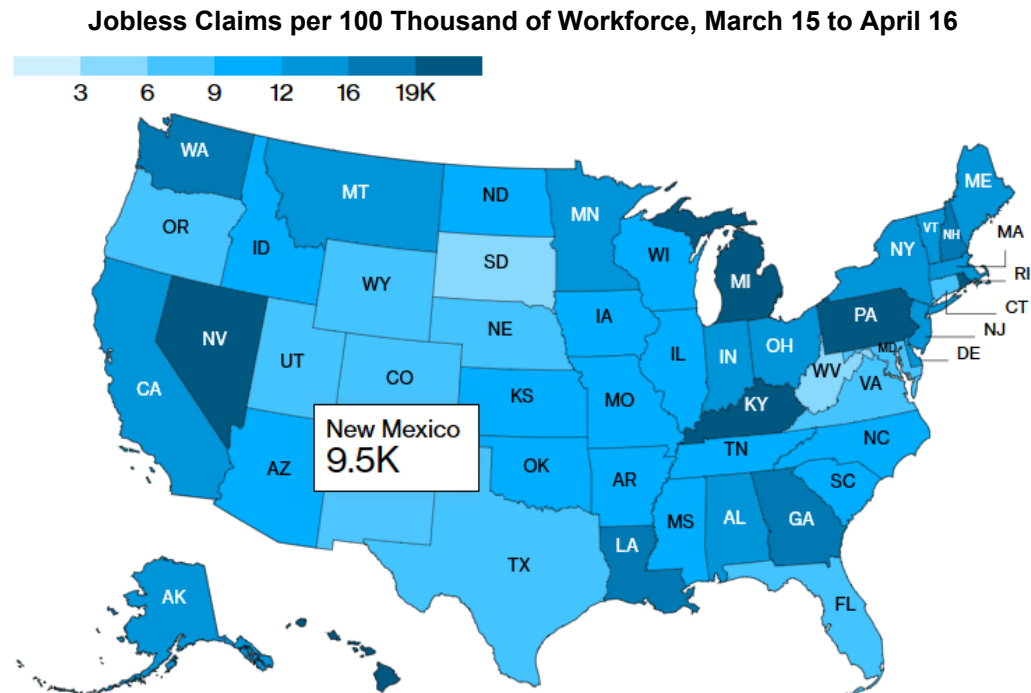 Jobless Claims per 100 Thousand of Workforce, March 15 to April 16
3 6 9 12 16 19K
WA
ME
MT
ND
MN
VT
NH
MA
OR
ID
SD
WI
NY
RI
WY
MI
CT
IA
NE
PA
NJ
NV
UT
IL
IN
OH
MD
DE
CO
WV
VA
CA
KS
MO
KY
New Mexico
9.5K
NC
TN
AZ
OK
AR
SC
MS
AL
GA
LA
TX
AK
FL